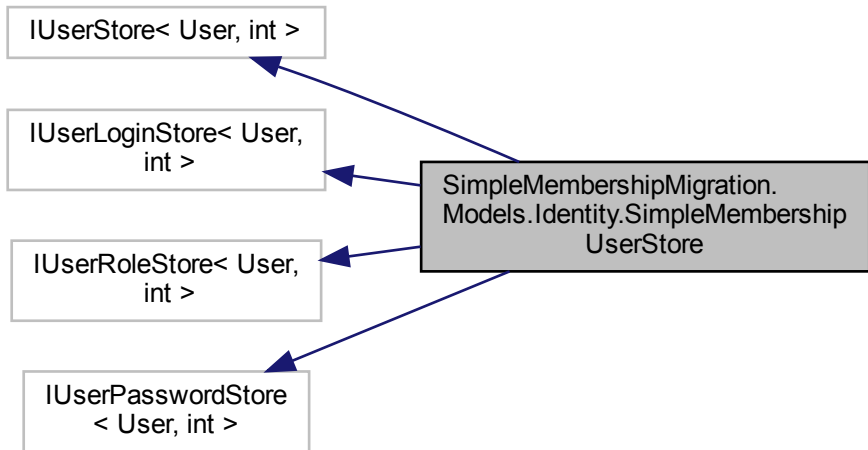 IUserStore< User, int >
IUserLoginStore< User,
int >
IUserRoleStore< User,
int >
IUserPasswordStore
< User, int >
SimpleMembershipMigration.
Models.Identity.SimpleMembership
UserStore